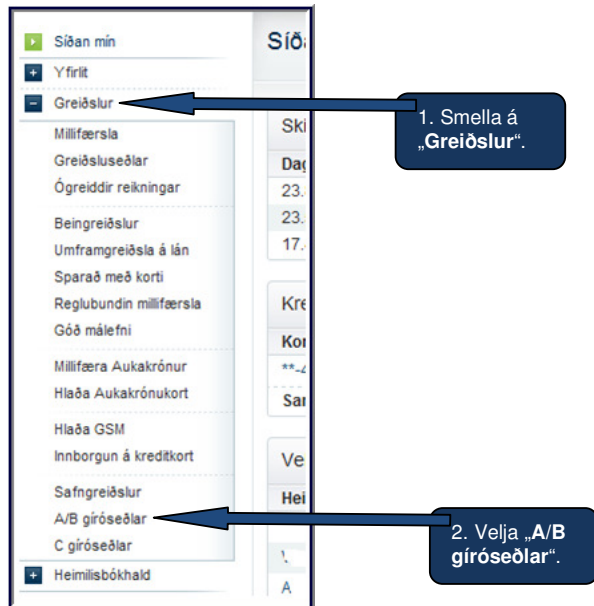 Síðan mín
Yfirlit
Greiðslur
Millifærsla
Greiðsluseðlar
Ógreiddir reikningar
Beingreiðslur
Umframgreiðsla á lán
Sparað með korti
Reglubundin millifærsla
Góð málefni
Millifæra Aukakrónur
Hlaða Aukakrónukort
Hlaða GSM
Innborgun á kreditkort
Safngreiðslur
A/B gíróseðlar
C gíróseðlar
Heimilisbókhald
Síð
Ski
Dag
23.
23.
17.
Kre
Kor
**-4
Sar
Ve
Hei
A
1. Smella á
„Greiðslur“.
2. Velja „A/B
gíróseðlar“.